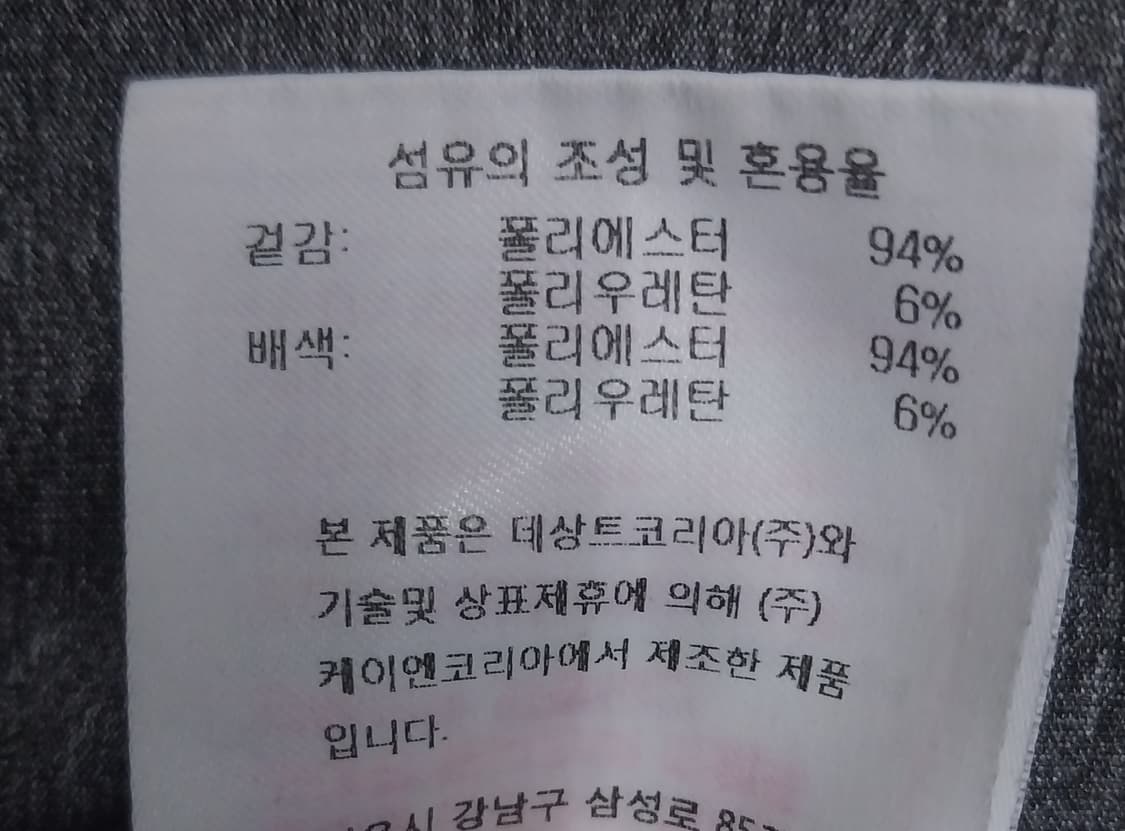 섬유의 조성 및 혼용율
겉감: 폴리에스터 94%
폴리우레탄 6%
배색: 폴리에스터 94%
폴리우레탄 6%
본 제품은 데상트코리아(주)와
기술및 상표제휴에 의해 (주)
케이엔코리아에서 제조한 제품
입니다.
강남구 삼성로